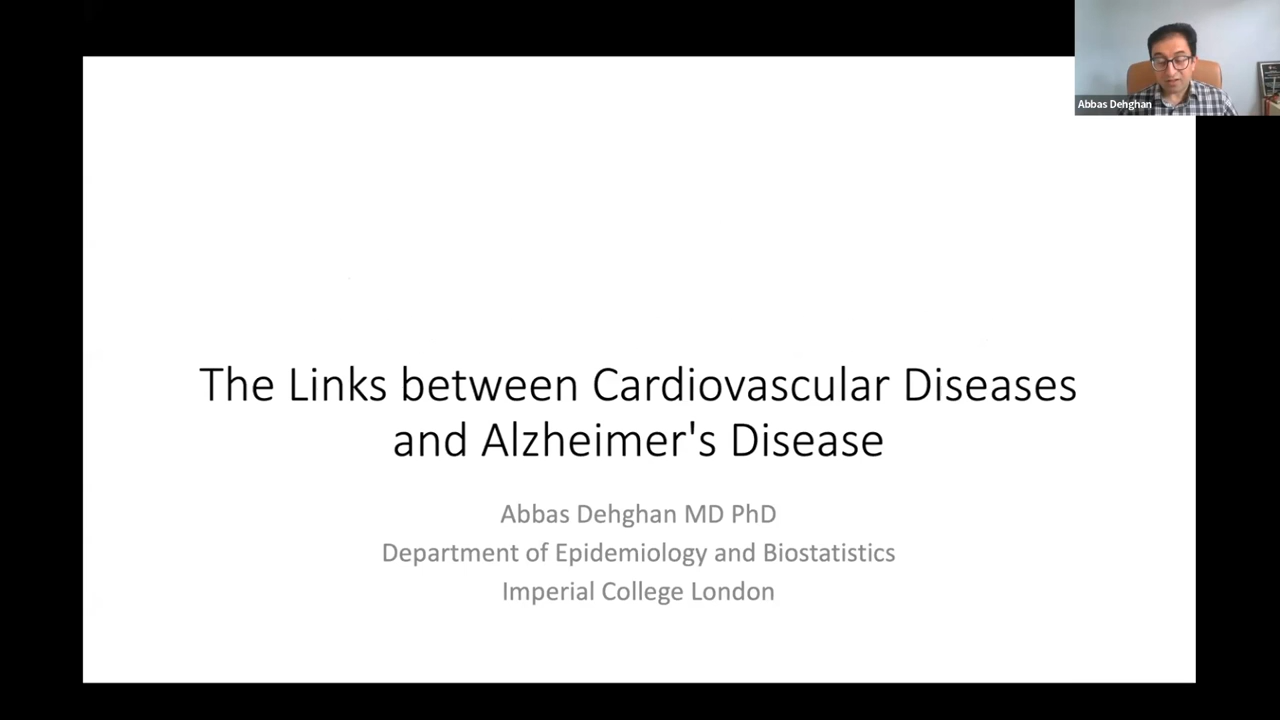 Abbas Dehghan
The Links between Cardiovascular Diseases
and Alzheimer's Disease
Abbas Dehghan MD PhD
Department of Epidemiology and Biostatistics
Imperial College London